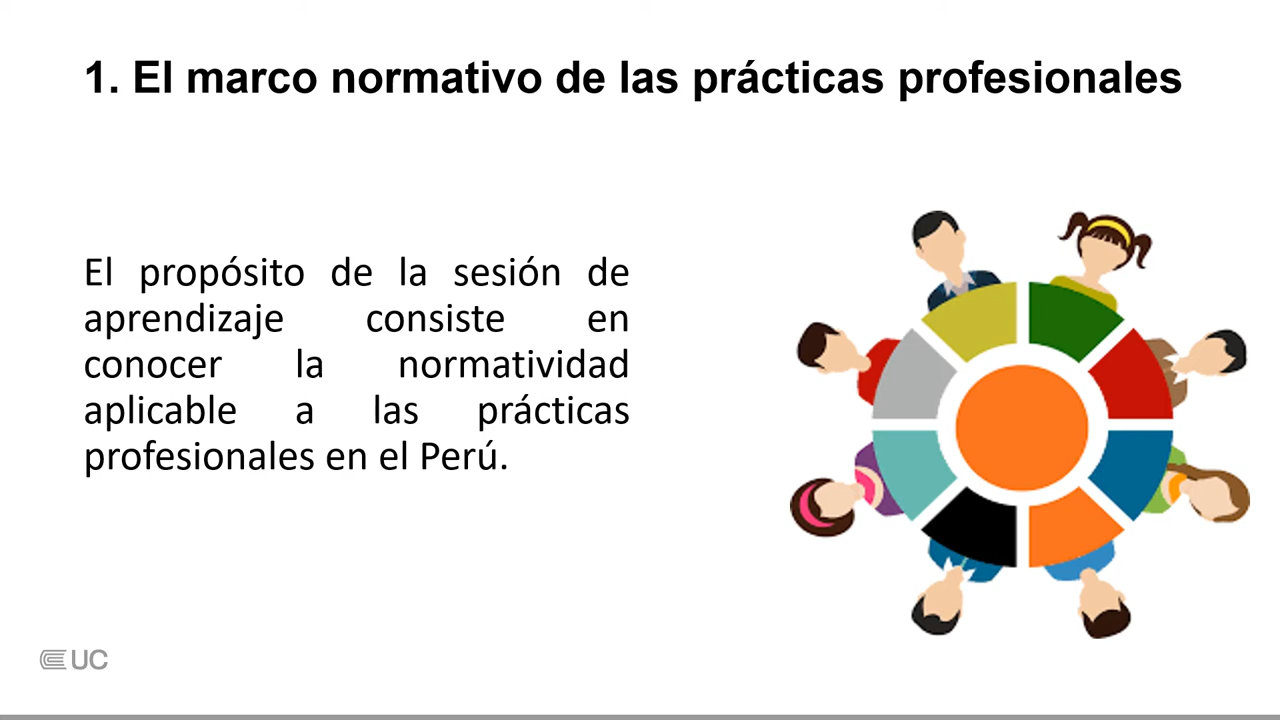 1. El marco normativo de las prácticas profesionales
El propósito de la sesión de
aprendizaje consiste en
conocer la normatividad
aplicable a las prácticas
profesionales en el Perú.
UC